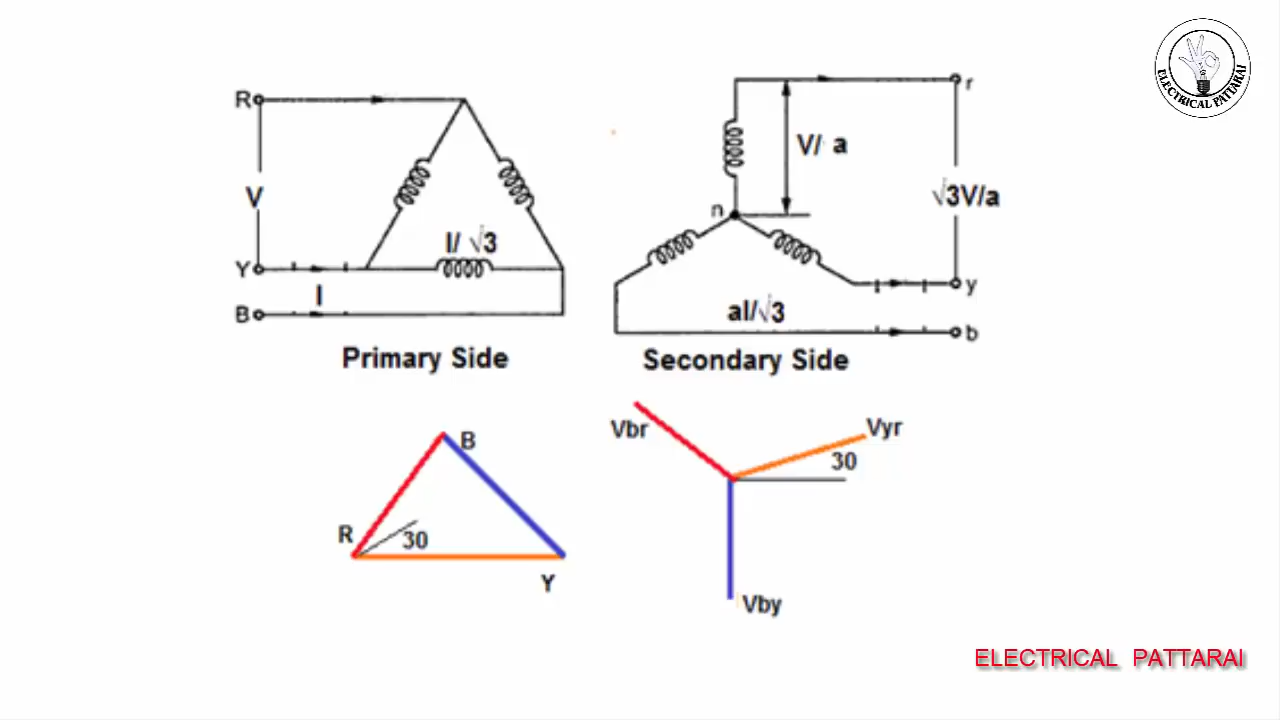 ELECTRICAL PATTARAI
R
V
Y
I
B
I/ √3
Primary Side
r
V/ a
n
√3V/a
y
aI/√3
b
Secondary Side
B
R
30
Y
Vbr
Vyr
30
Vby
ELECTRICAL PATTARAI